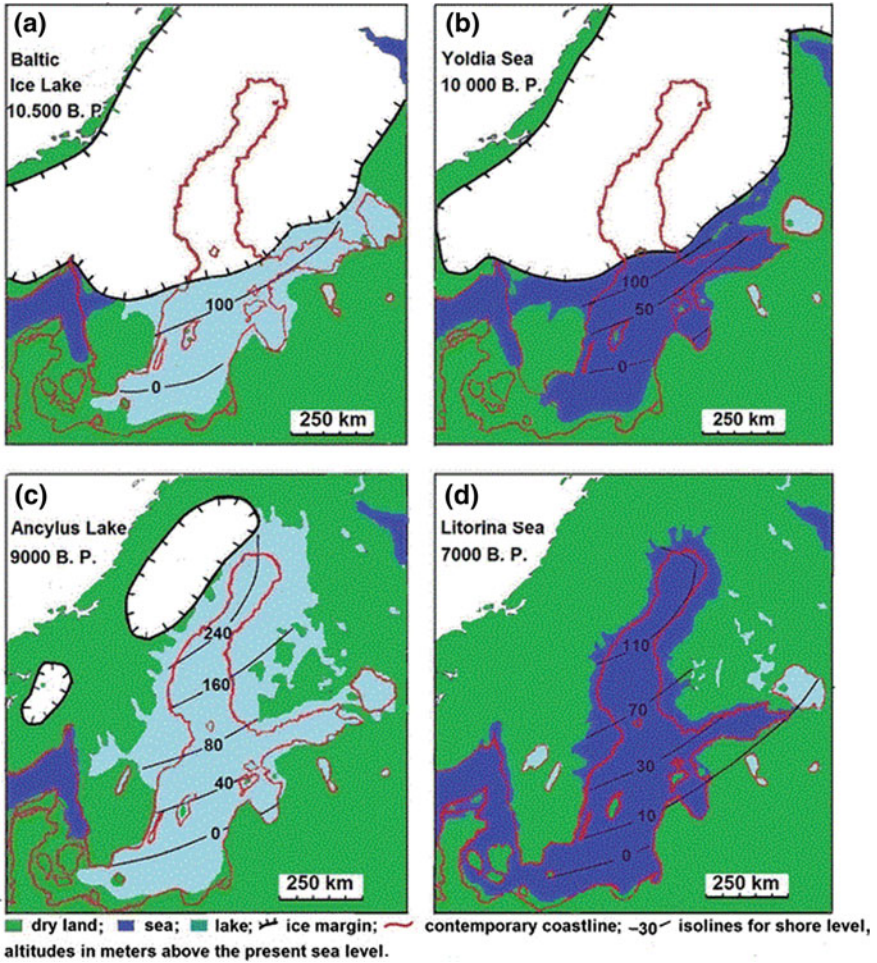 (a)
Baltic
Ice Lake
10.500 B. P.
100
0
250 km
(b)
Yoldia Sea
10 000 B. P.
100
50
0
250 km
(c)
Ancylus Lake
9000 B. P.
240
160
80
40
0
250 km
(d)
Litorina Sea
7000 B. P.
110
70
30
10
0
250 km
dry land; sea; lake; ice margin; contemporary coastline; –30 isolines for shore level,
altitudes in meters above the present sea level.